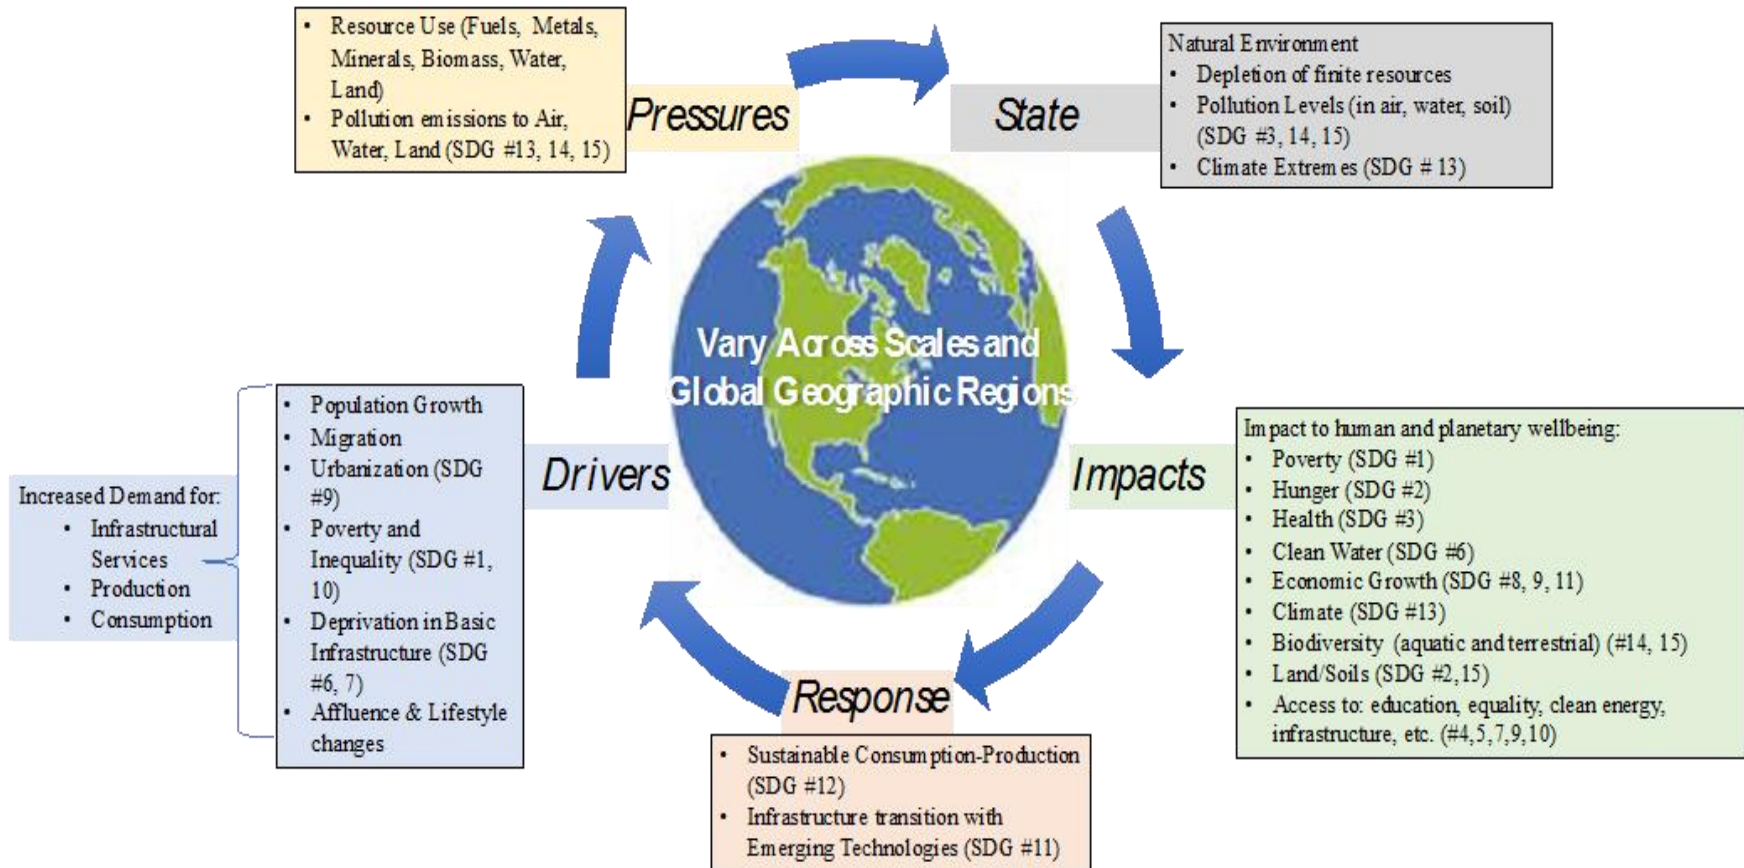 • Resource Use (Fuels, Metals,
Minerals, Biomass, Water,
Land)
• Pollution emissions to Air,
Water, Land (SDG #13, 14, 15)
Pressures
State
Natural Environment
• Depletion of finite resources
• Pollution Levels (in air, water, soil)
(SDG #3, 14, 15)
• Climate Extremes (SDG # 13)
Vary Across Scales and
Global Geographic Regions
Increased Demand for:
• Infrastructural
Services
• Production
• Consumption
• Population Growth
• Migration
• Urbanization (SDG
#9)
• Poverty and
Inequality (SDG #1,
10)
• Deprivation in Basic
Infrastructure (SDG
#6, 7)
• Affluence & Lifestyle
changes
Drivers
Impacts
Impact to human and planetary wellbeing:
• Poverty (SDG #1)
• Hunger (SDG #2)
• Health (SDG #3)
• Clean Water (SDG #6)
• Economic Growth (SDG #8, 9, 11)
• Climate (SDG #13)
• Biodiversity (aquatic and terrestrial) (#14, 15)
• Land/Soils (SDG #2,15)
• Access to: education, equality, clean energy,
infrastructure, etc. (#4,5,7,9,10)
Response
• Sustainable Consumption-Production
(SDG #12)
• Infrastructure transition with
Emerging Technologies (SDG #11)